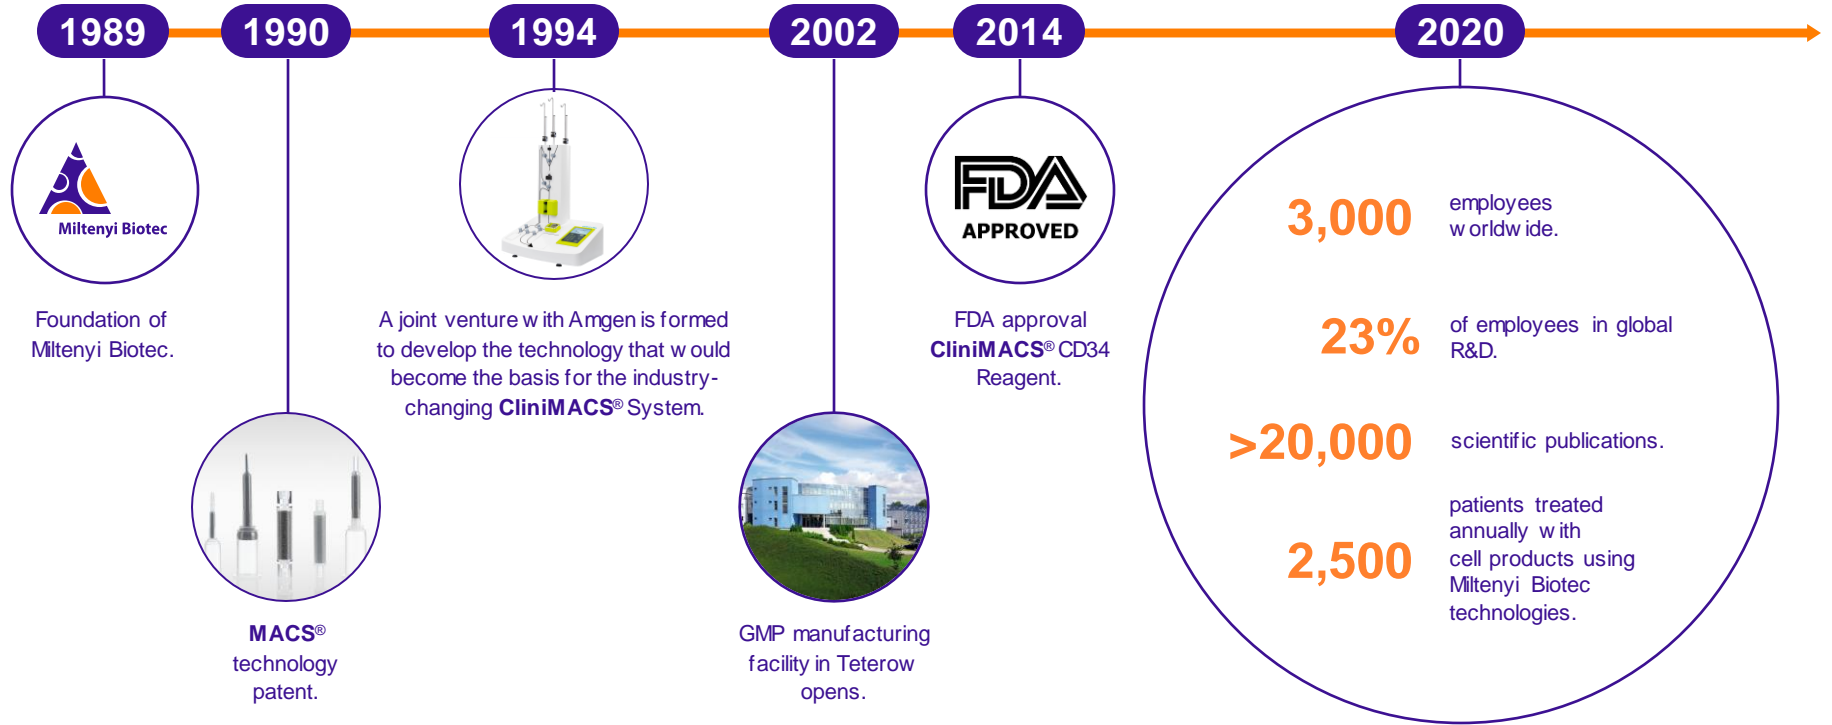 1989
1990
1994
2002
2014
2020
Miltenyi Biotec
Foundation of
Miltenyi Biotec.
MACS®
technology
patent.
A joint venture with Amgen is formed
to develop the technology that would
become the basis for the industry-
changing CliniMACS® System.
GMP manufacturing
facility in Teterow
opens.
FDA
APPROVED
FDA approval
CliniMACS® CD34
Reagent.
3,000
employees
worldwide.
23%
of employees in global
R&D.
>20,000
scientific publications.
2,500
patients treated
annually with
cell products using
Miltenyi Biotec
technologies.